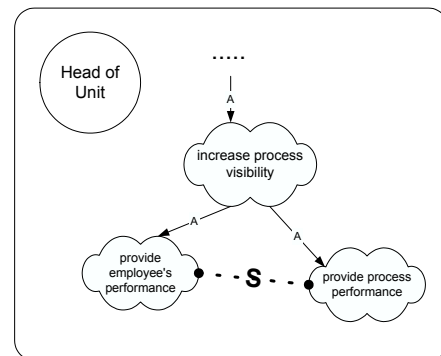 Head of
Unit
.....
A
increase process
visibility
A
A
provide
employee's
performance
S
provide process
performance